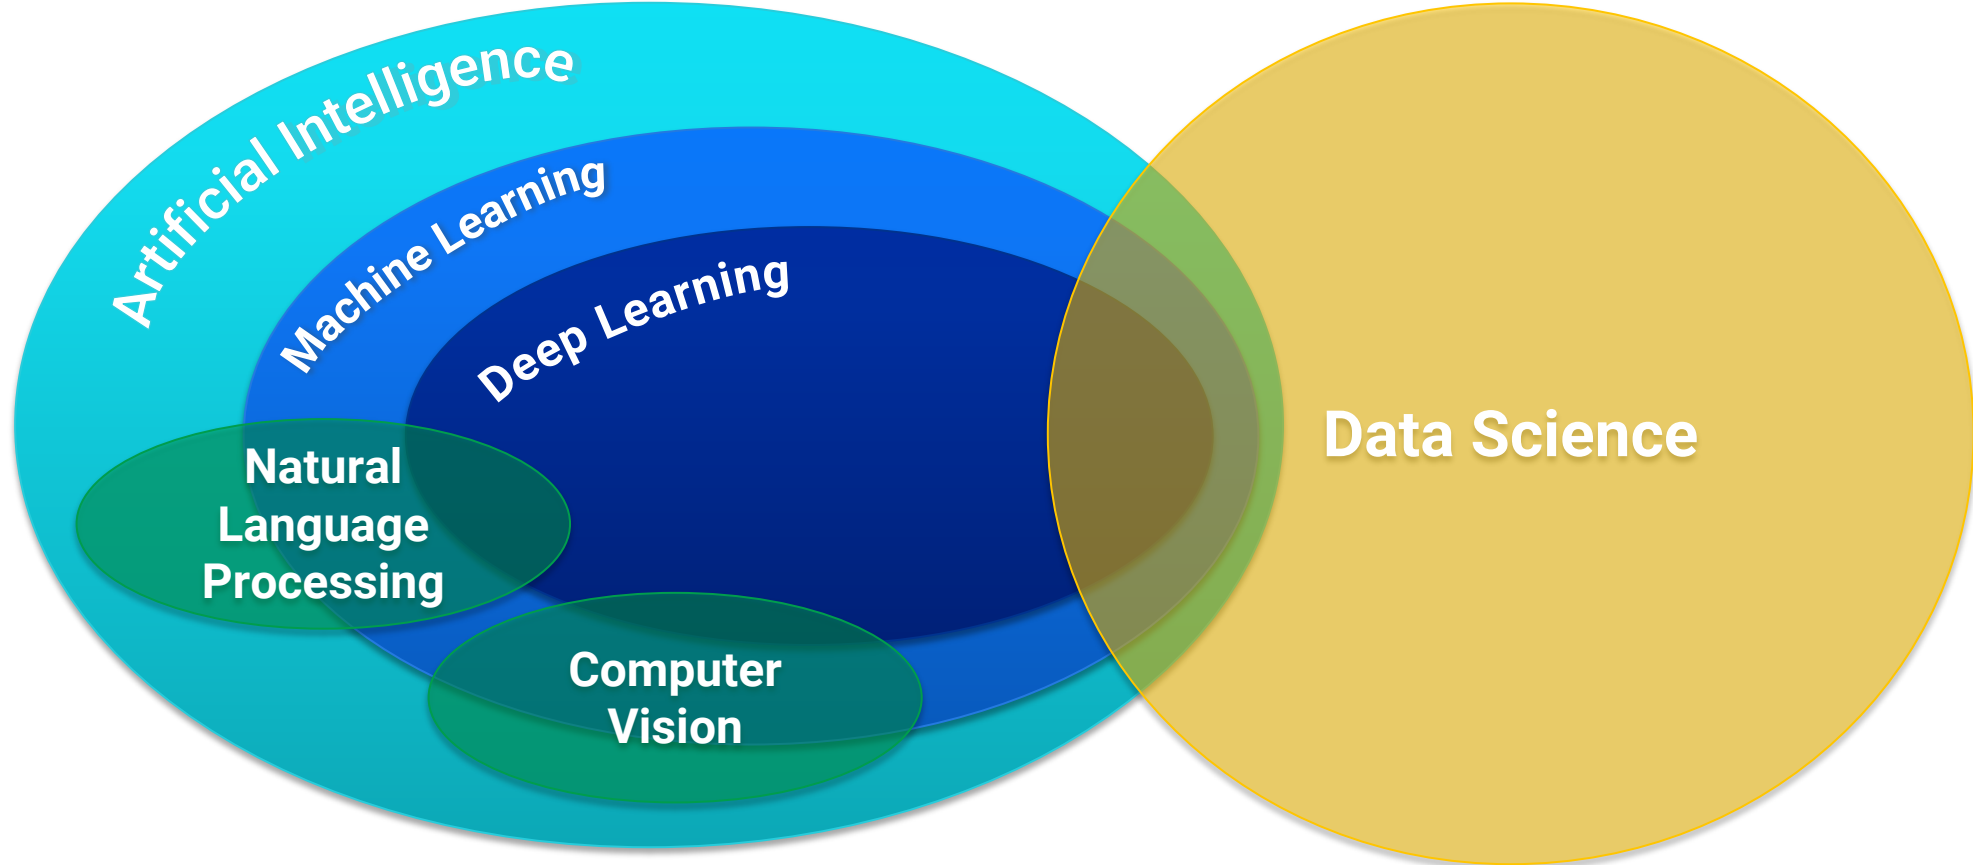 Artificial Intelligence
Machine Learning
Deep Learning
Natural
Language
Processing
Computer
Vision
Data Science